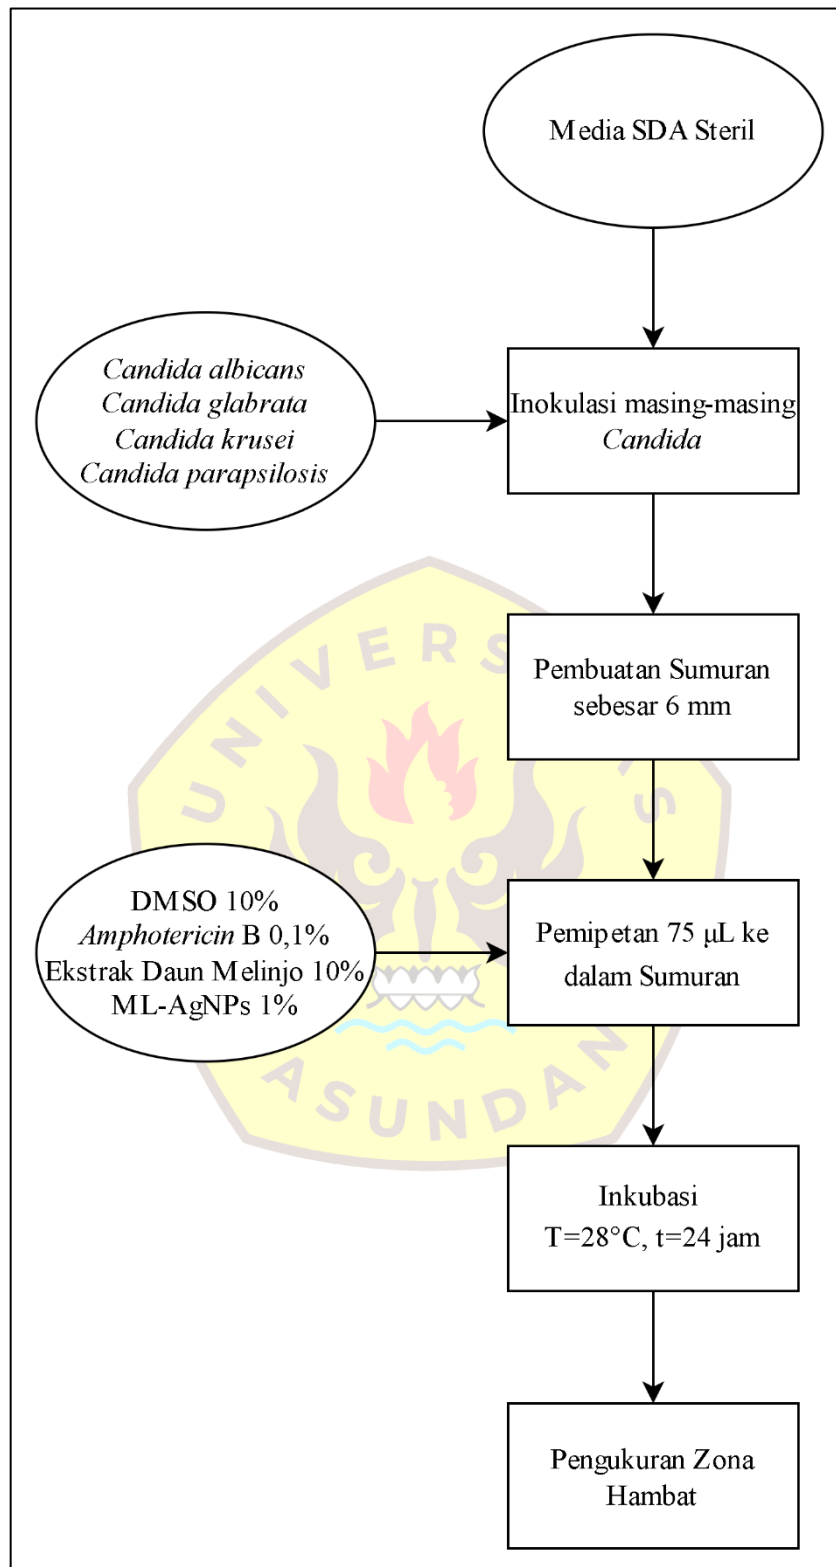 Media SDA Steril
Candida albicans
Candida glabrata
Candida krusei
Candida parapsilosis
Inokulasi masing-masing
Candida
Pembuatan Sumuran
sebesar 6 mm
DMSO 10%
Amphotericin B 0,1%
Ekstrak Daun Melinjo 10%
ML-AgNPs 1%
Pemipetan 75 μL ke
dalam Sumuran
Inkubasi
T=28°C, t=24 jam
Pengukuran Zona
Hambat